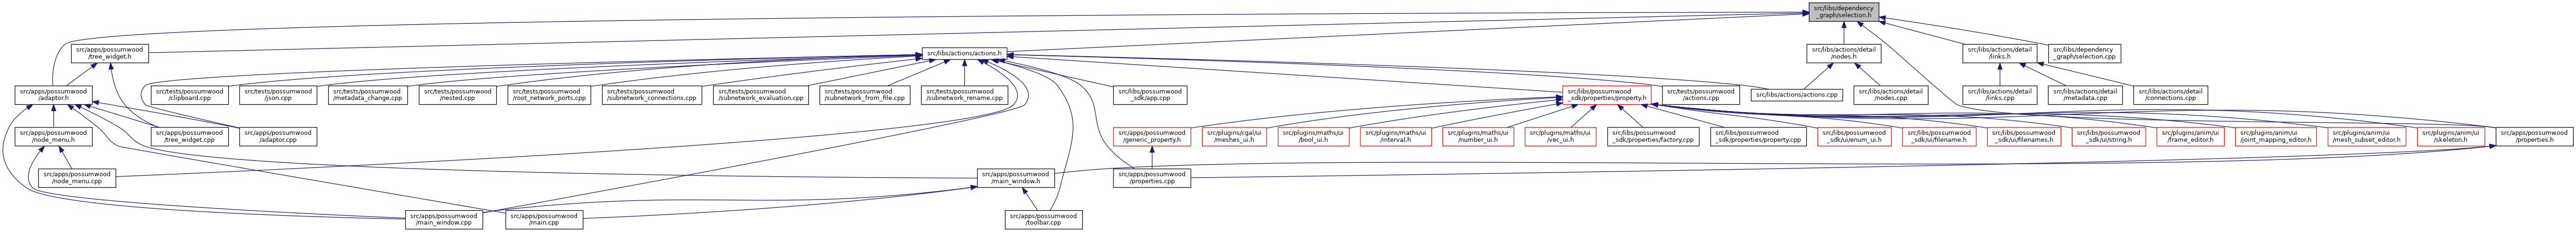 src/libs/dependency
_graph/selection.h
src/apps/possumwood
/tree_widget.h
src/libs/actions/actions.h
src/libs/actions/detail
/nodes.h
src/libs/actions/detail
/links.h
src/libs/dependency
_graph/selection.cpp
src/apps/possumwood
/adaptor.h
src/tests/possumwood
/clipboard.cpp
src/tests/possumwood
/json.cpp
src/tests/possumwood
/metadata_change.cpp
src/tests/possumwood
/nested.cpp
src/tests/possumwood
/root_network_ports.cpp
src/tests/possumwood
/subnetwork_connections.cpp
src/tests/possumwood
/subnetwork_evaluation.cpp
src/tests/possumwood
/subnetwork_from_file.cpp
src/tests/possumwood
/subnetwork_rename.cpp
src/libs/possumwood
_sdk/app.cpp
src/libs/possumwood
_sdk/properties/property.h
src/tests/possumwood
/actions.cpp
src/libs/actions/actions.cpp
src/libs/actions/detail
/nodes.cpp
src/libs/actions/detail
/links.cpp
src/libs/actions/detail
/metadata.cpp
src/libs/actions/detail
/connections.cpp
src/apps/possumwood
/node_menu.h
src/apps/possumwood
/tree_widget.cpp
src/apps/possumwood
/adaptor.cpp
src/apps/possumwood
/generic_property.h
src/plugins/cgal/ui
/meshes_ui.h
src/plugins/maths/ui
/bool_ui.h
src/plugins/maths/ui
/interval.h
src/plugins/maths/ui
/number_ui.h
src/plugins/maths/ui
/vec_ui.h
src/libs/possumwood
_sdk/properties/factory.cpp
src/libs/possumwood
_sdk/properties/property.cpp
src/libs/possumwood
_sdk/ui/enum_ui.h
src/libs/possumwood
_sdk/ui/filename.h
src/libs/possumwood
_sdk/ui/filenames.h
src/libs/possumwood
_sdk/ui/string.h
src/plugins/anim/ui
/frame_editor.h
src/plugins/anim/ui
/joint_mapping_editor.h
src/plugins/anim/ui
/mesh_subset_editor.h
src/plugins/anim/ui
/skeleton.h
src/apps/possumwood
/properties.h
src/apps/possumwood
/node_menu.cpp
src/apps/possumwood
/main_window.h
src/apps/possumwood
/properties.cpp
src/apps/possumwood
/main_window.cpp
src/apps/possumwood
/main.cpp
src/apps/possumwood
/toolbar.cpp